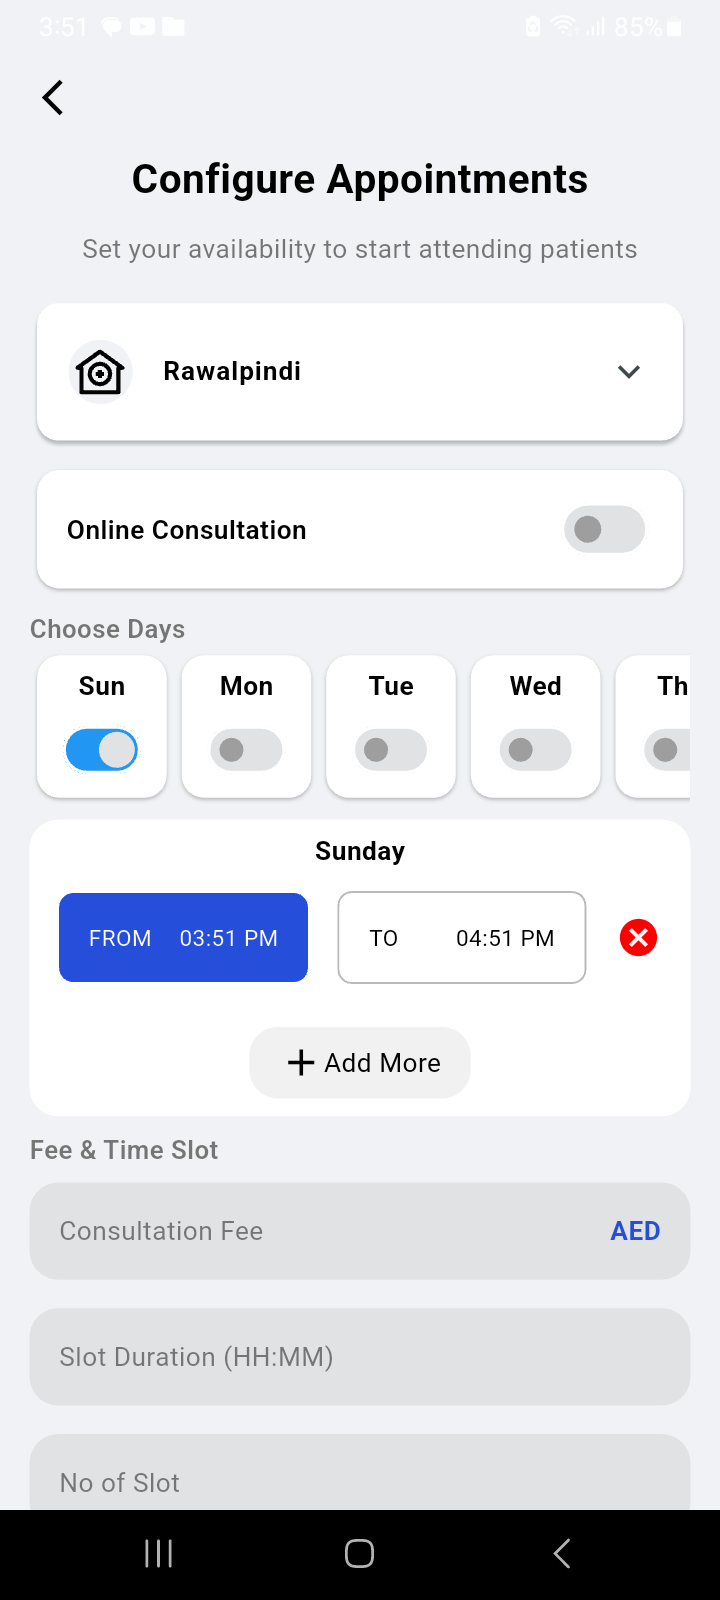 3:51 85%
Configure Appointments
Set your availability to start attending patients
Rawalpindi
Online Consultation
Choose Days
Sun Mon Tue Wed Th
Sunday
FROM 03:51 PM TO 04:51 PM
Add More
Fee & Time Slot
Consultation Fee AED
Slot Duration (HH:MM)
No of Slot